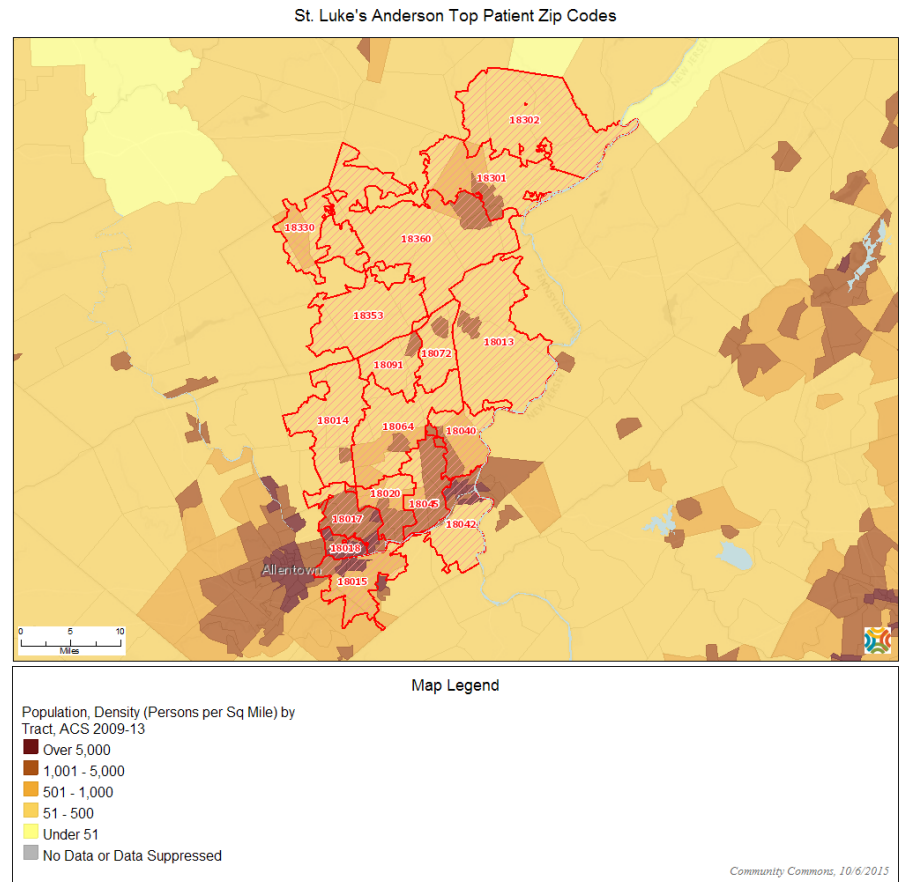 St. Luke's Anderson Top Patient Zip Codes
18302
18301
18330
18360
18353
18013
18072
18091
18014
18064
18040
18020
18045
18017
18042
18018
Allentown
18015
0 5 10
Miles
Map Legend
Population, Density (Persons per Sq Mile) by
Tract, ACS 2009-13
Over 5,000
1,001 - 5,000
501 - 1,000
51 - 500
Under 51
No Data or Data Suppressed
Community Commons, 10/6/2015